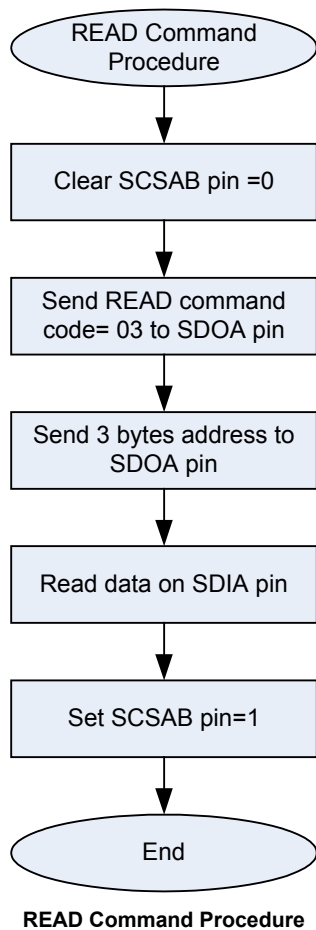 READ Command
Procedure
Clear SCSAB pin =0
Send READ command
code= 03 to SDOA pin
Send 3 bytes address to
SDOA pin
Read data on SDIA pin
Set SCSAB pin=1
End
READ Command Procedure